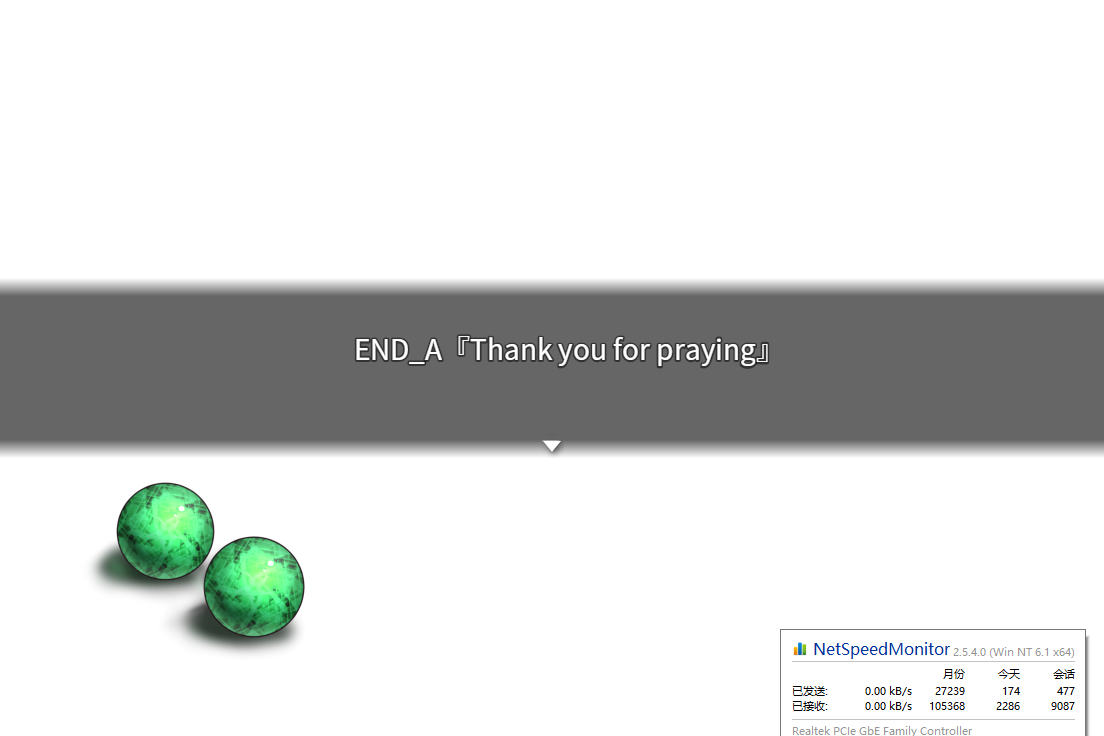 END_A『Thank you for praying』
NetSpeedMonitor 2.5.4.0 (Win NT 6.1 x64)
月份 今天 会话
已发送: 0.00 kB/s 27239 174 477
已接收: 0.00 kB/s 105368 2286 9087
Realtek PCIe GbE Family Controller